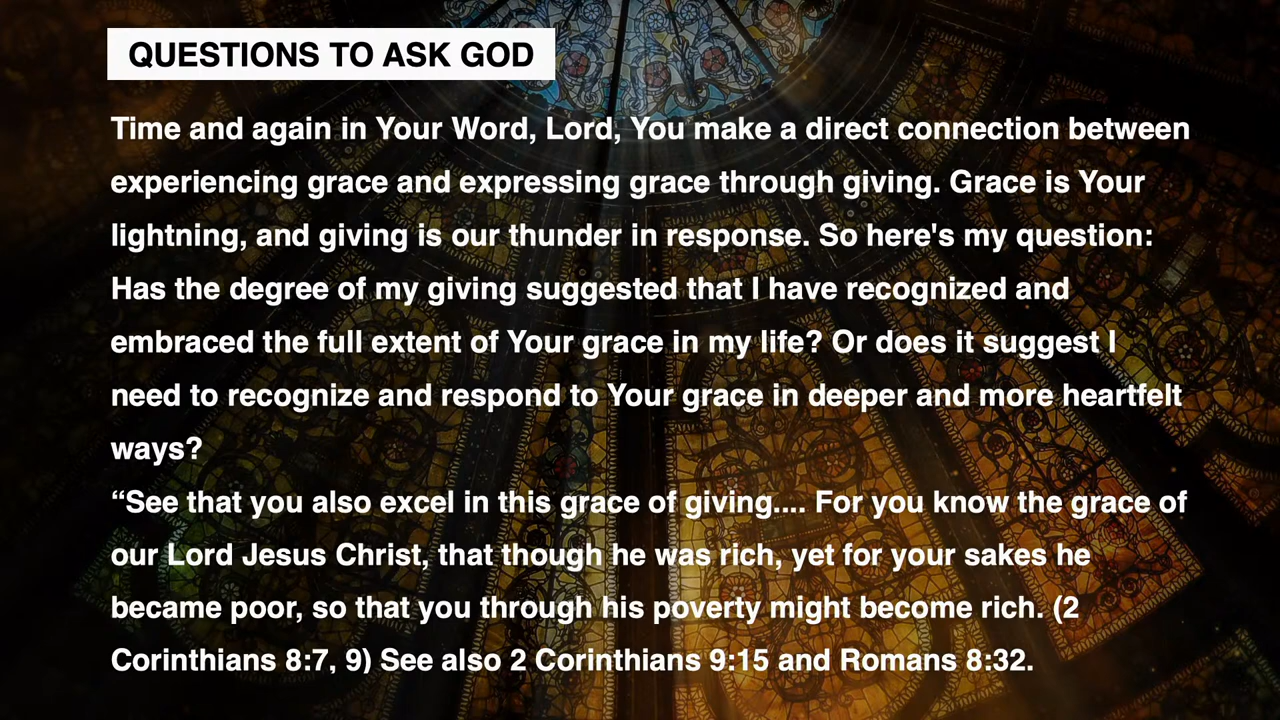 QUESTIONS TO ASK GOD
Time and again in Your Word, Lord, You make a direct connection between
experiencing grace and expressing grace through giving. Grace is Your
lightning, and giving is our thunder in response. So here's my question:
Has the degree of my giving suggested that I have recognized and
embraced the full extent of Your grace in my life? Or does it suggest I
need to recognize and respond to Your grace in deeper and more heartfelt
ways?
“See that you also excel in this grace of giving.... For you know the grace of
our Lord Jesus Christ, that though he was rich, yet for your sakes he
became poor, so that you through his poverty might become rich. (2
Corinthians 8:7, 9) See also 2 Corinthians 9:15 and Romans 8:32.